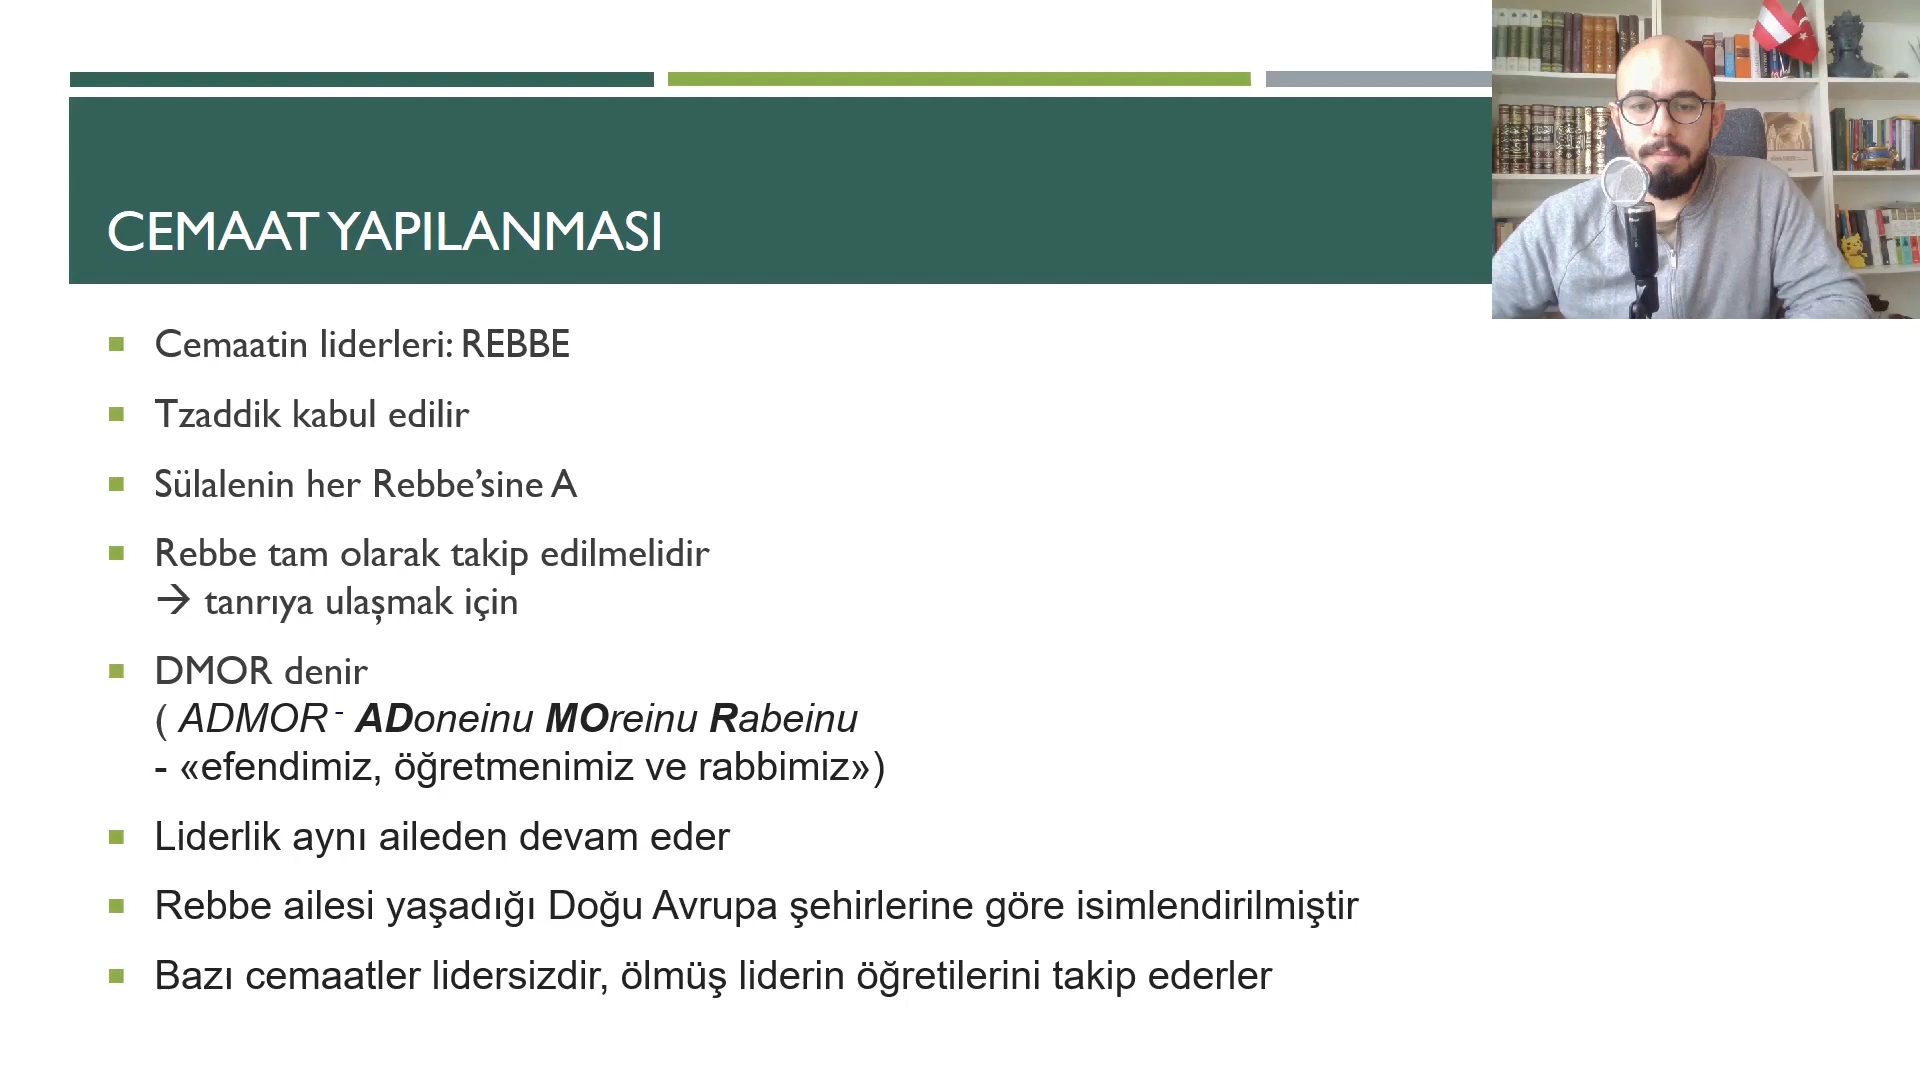 CEMAAT YAPILANMASI
Cemaatin liderleri: REBBE
Tzaddik kabul edilir
Sülalenin her Rebbe’sine A
Rebbe tam olarak takip edilmelidir
→ tanrıya ulaşmak için
DMOR denir
( ADMOR - ADoneinu MOreinu Rabeinu
- «efendimiz, öğretmenimiz ve rabbimiz»)
Liderlik aynı aileden devam eder
Rebbe ailesi yaşadığı Doğu Avrupa şehirlerine göre isimlendirilmiştir
Bazı cemaatler lidersizdir, ölmüş liderin öğretilerini takip ederler